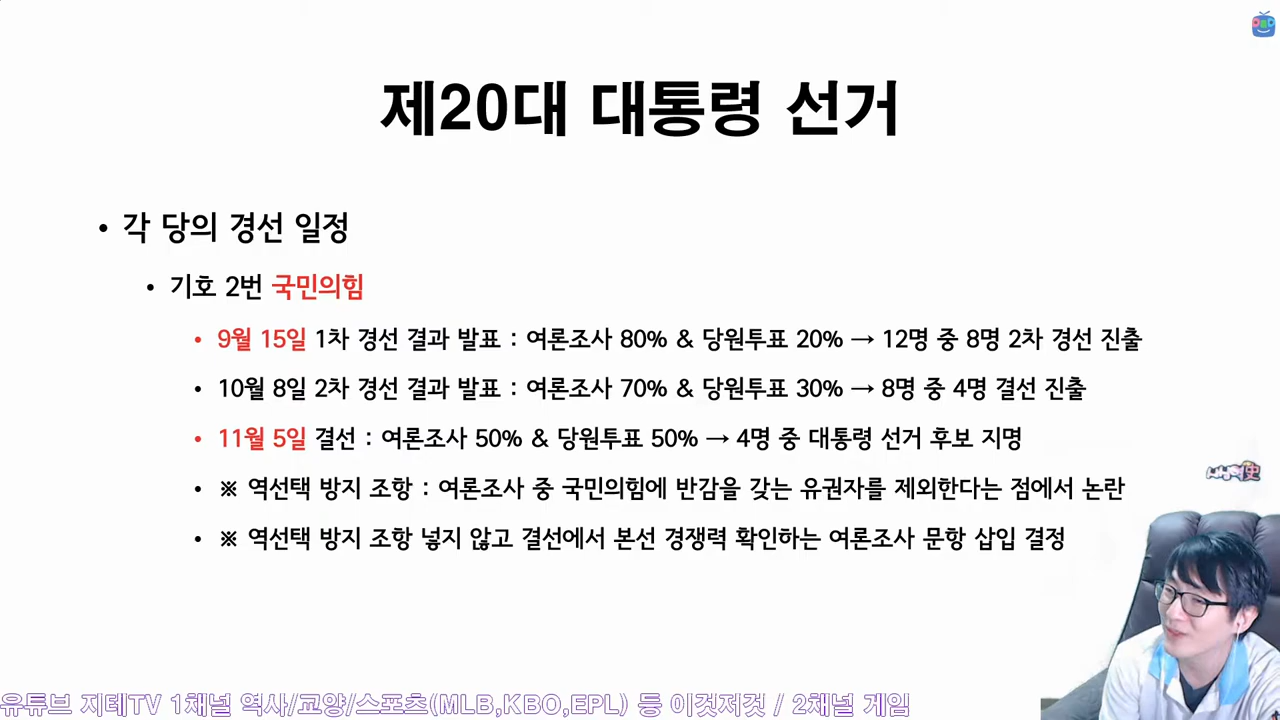 제20대 대통령 선거
• 각 당의 경선 일정
• 기호 2번 국민의힘
• 9월 15일 1차 경선 결과 발표 : 여론조사 80% & 당원투표 20% → 12명 중 8명 2차 경선 진출
• 10월 8일 2차 경선 결과 발표 : 여론조사 70% & 당원투표 30% → 8명 중 4명 결선 진출
• 11월 5일 결선 : 여론조사 50% & 당원투표 50% → 4명 중 대통령 선거 후보 지명
• ※ 역선택 방지 조항 : 여론조사 중 국민의힘에 반감을 갖는 유권자를 제외한다는 점에서 논란
• ※ 역선택 방지 조항 넣지 않고 결선에서 본선 경쟁력 확인하는 여론조사 문항 삽입 결정
유튜브 지테TV 1채널 역사/교양/스포츠(MLB,KBO,EPL) 등 이것저것 / 2채널 게임